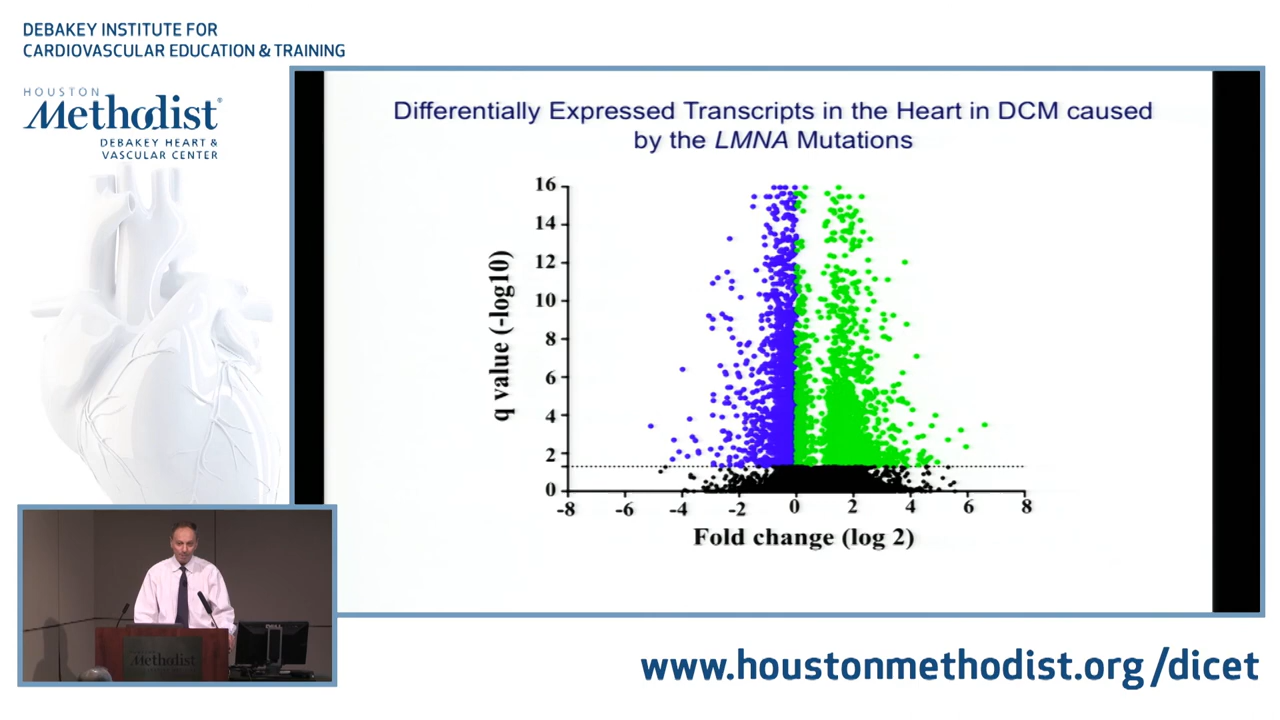 DEBAKEY INSTITUTE FOR
CARDIOVASCULAR EDUCATION & TRAINING
HOUSTON
Methodist®
DEBAKEY HEART &
VASCULAR CENTER
Differentially Expressed Transcripts in the Heart in DCM caused
by the LMNA Mutations
q value (-log10)
16
14
12
10
8
6
4
2
0
-8 -6 -4 -2 0 2 4 6 8
Fold change (log 2)
DELL
Methodist
www.houstonmethodist.org/dicet